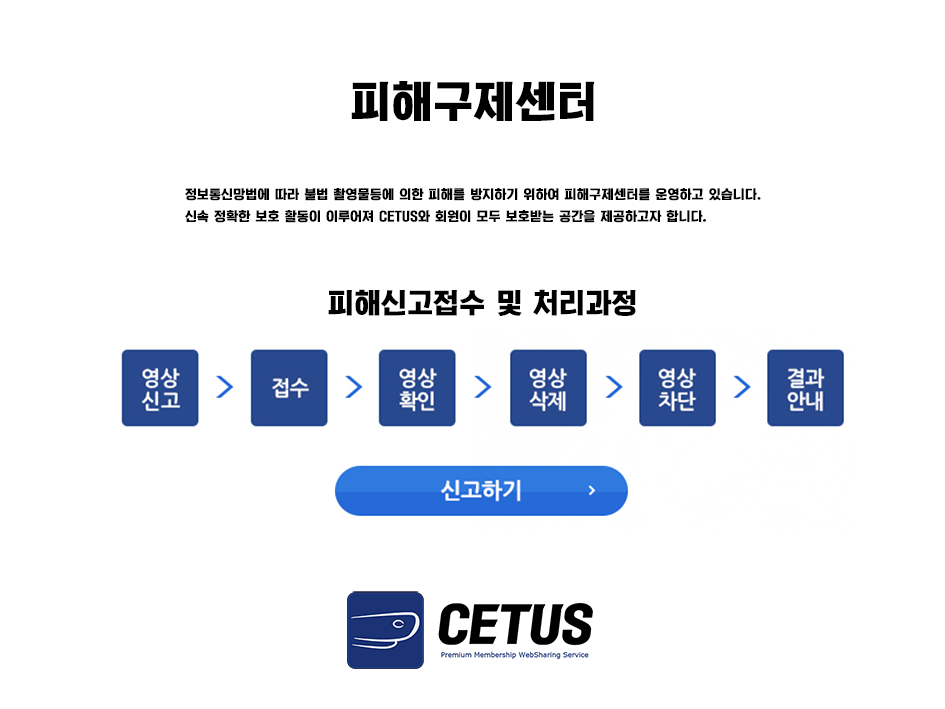 피해구제센터
정보통신망법에 따라 불법 촬영물등에 의한 피해를 방지하기 위하여 피해구제센터를 운영하고 있습니다.
신속 정확한 보호 활동이 이루어져 CETUS와 회원이 모두 보호받는 공간을 제공하고자 합니다.
피해신고접수 및 처리과정
영상
신고
접수
영상
확인
영상
삭제
영상
차단
결과
안내
신고하기
CETUS
Premium Membership WebSharing Service